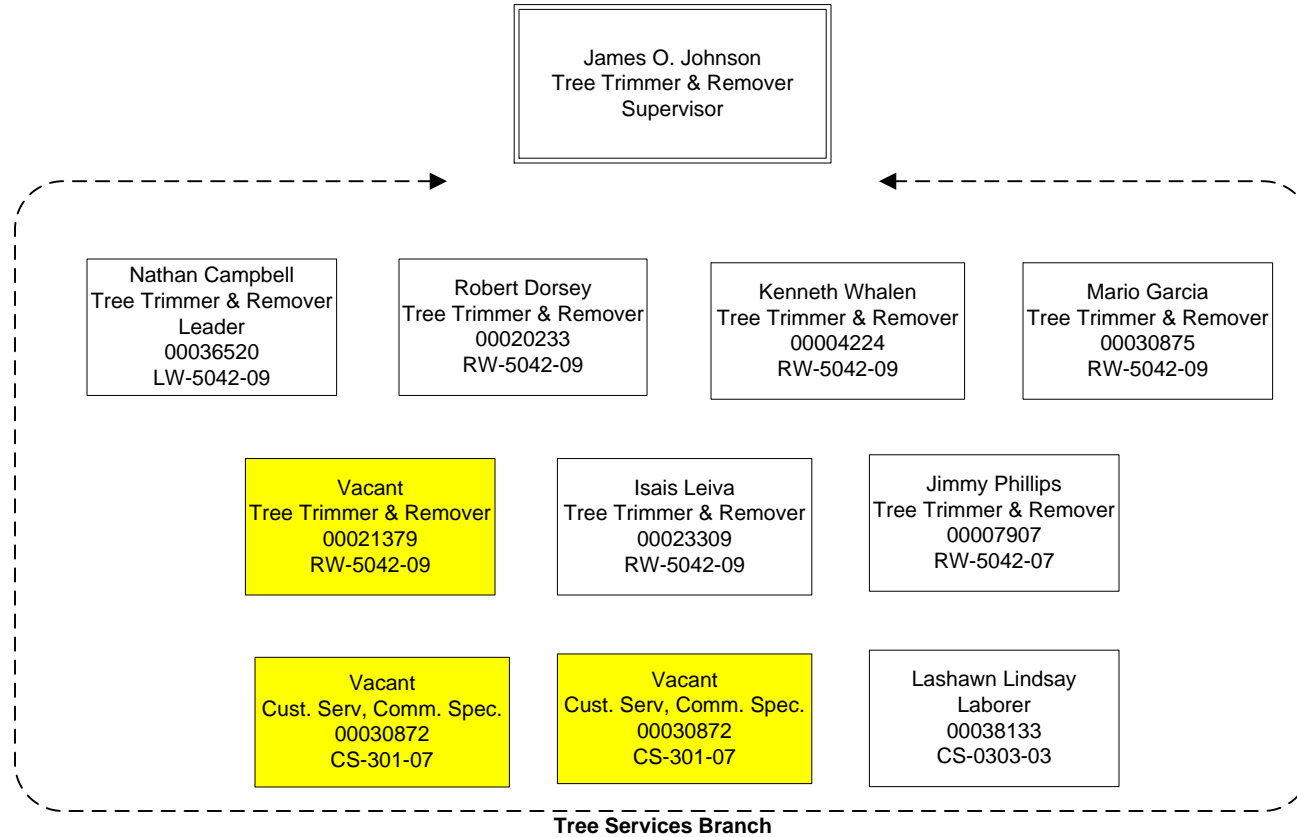 James O. Johnson
Tree Trimmer & Remover
Supervisor
Nathan Campbell
Tree Trimmer & Remover
Leader
00036520
LW-5042-09
Robert Dorsey
Tree Trimmer & Remover
00020233
RW-5042-09
Kenneth Whalen
Tree Trimmer & Remover
00004224
RW-5042-09
Mario Garcia
Tree Trimmer & Remover
00030875
RW-5042-09
Vacant
Tree Trimmer & Remover
00021379
RW-5042-09
Isais Leiva
Tree Trimmer & Remover
00023309
RW-5042-09
Jimmy Phillips
Tree Trimmer & Remover
00007907
RW-5042-07
Vacant
Cust. Serv, Comm. Spec.
00030872
CS-301-07
Vacant
Cust. Serv, Comm. Spec.
00030872
CS-301-07
Lashawn Lindsay
Laborer
00038133
CS-0303-03
Tree Services Branch